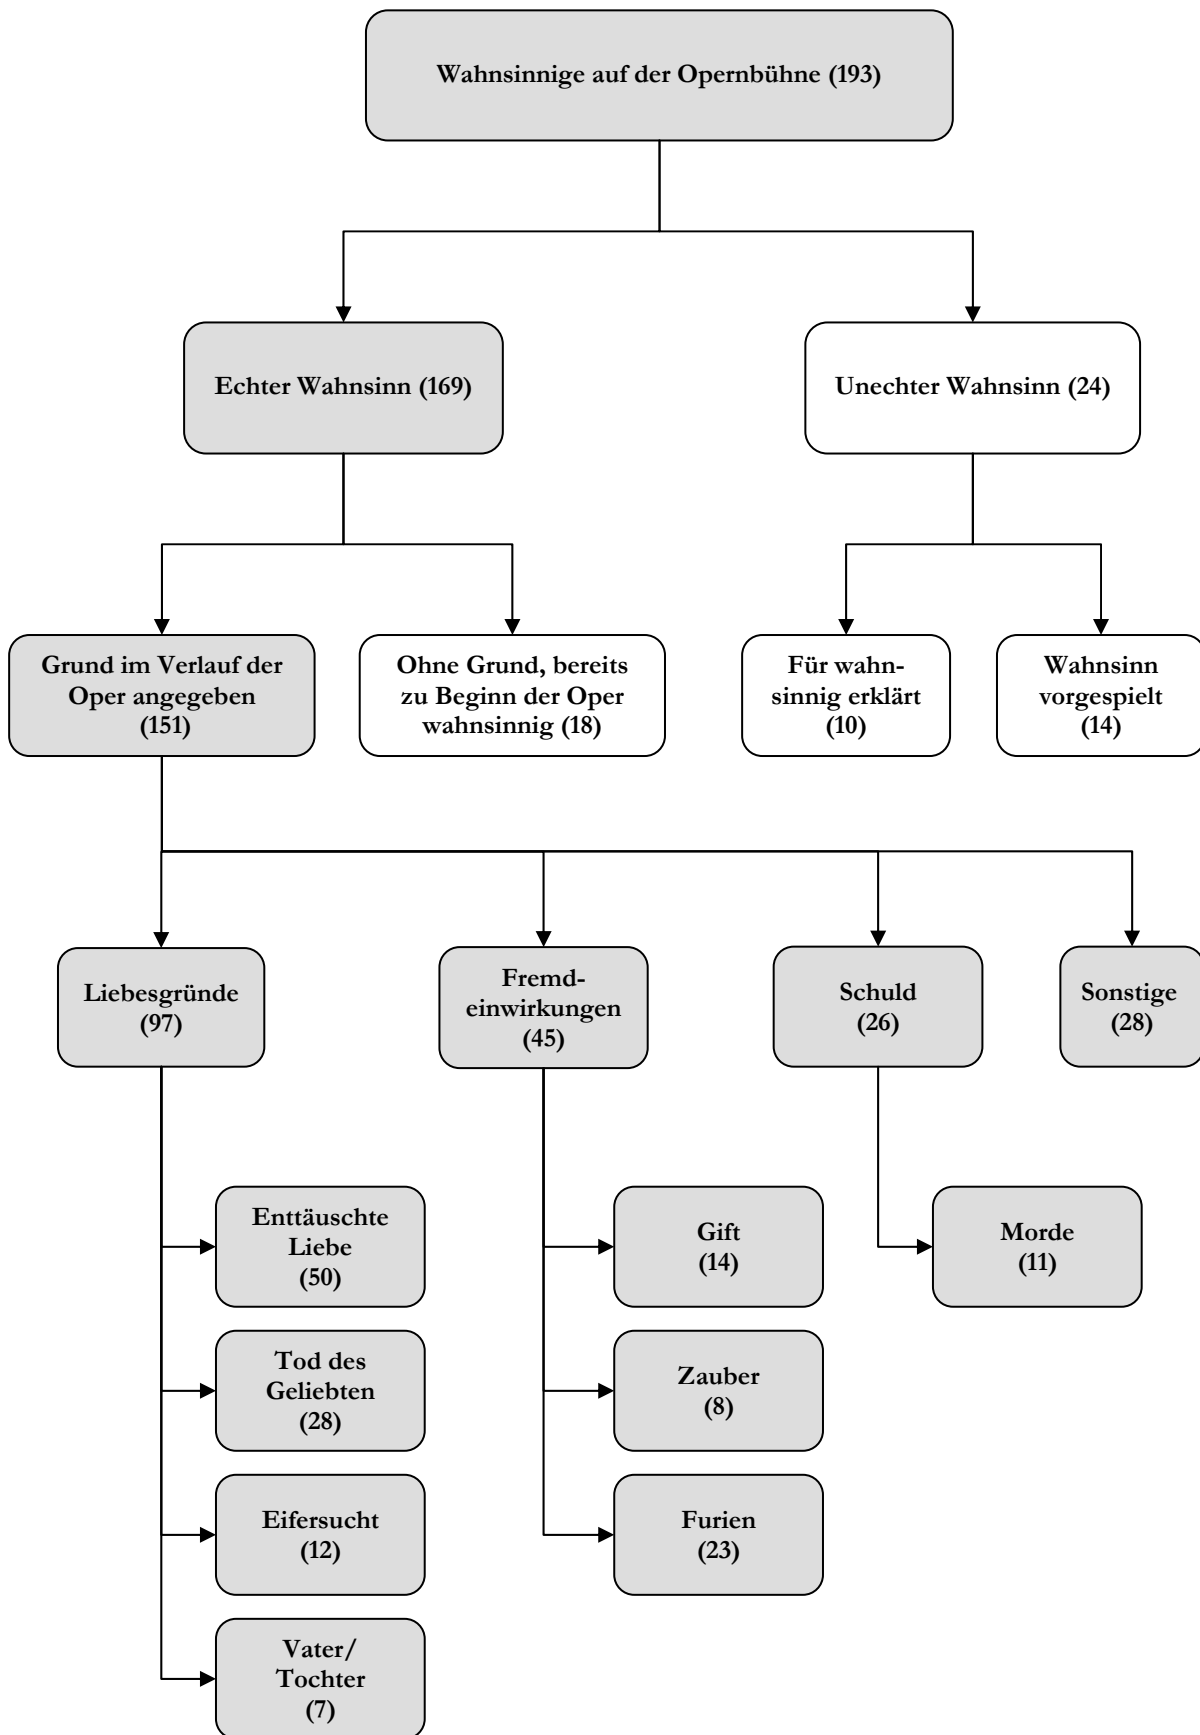 Wahnsinnige auf der Opernbühne (193)
Echter Wahnsinn (169)
Unechter Wahnsinn (24)
Grund im Verlauf der
Oper angegeben
(151)
Ohne Grund, bereits
zu Beginn der Oper
wahnsinnig (18)
Für wahn-
sinnig erklärt
(10)
Wahnsinn
vorgespielt
(14)
Liebesgründe
(97)
Fremd-
einwirkungen
(45)
Schuld
(26)
Sonstige
(28)
Enttäuschte
Liebe
(50)
Tod des
Geliebten
(28)
Eifersucht
(12)
Vater/
Tochter
(7)
Gift
(14)
Zauber
(8)
Furien
(23)
Morde
(11)